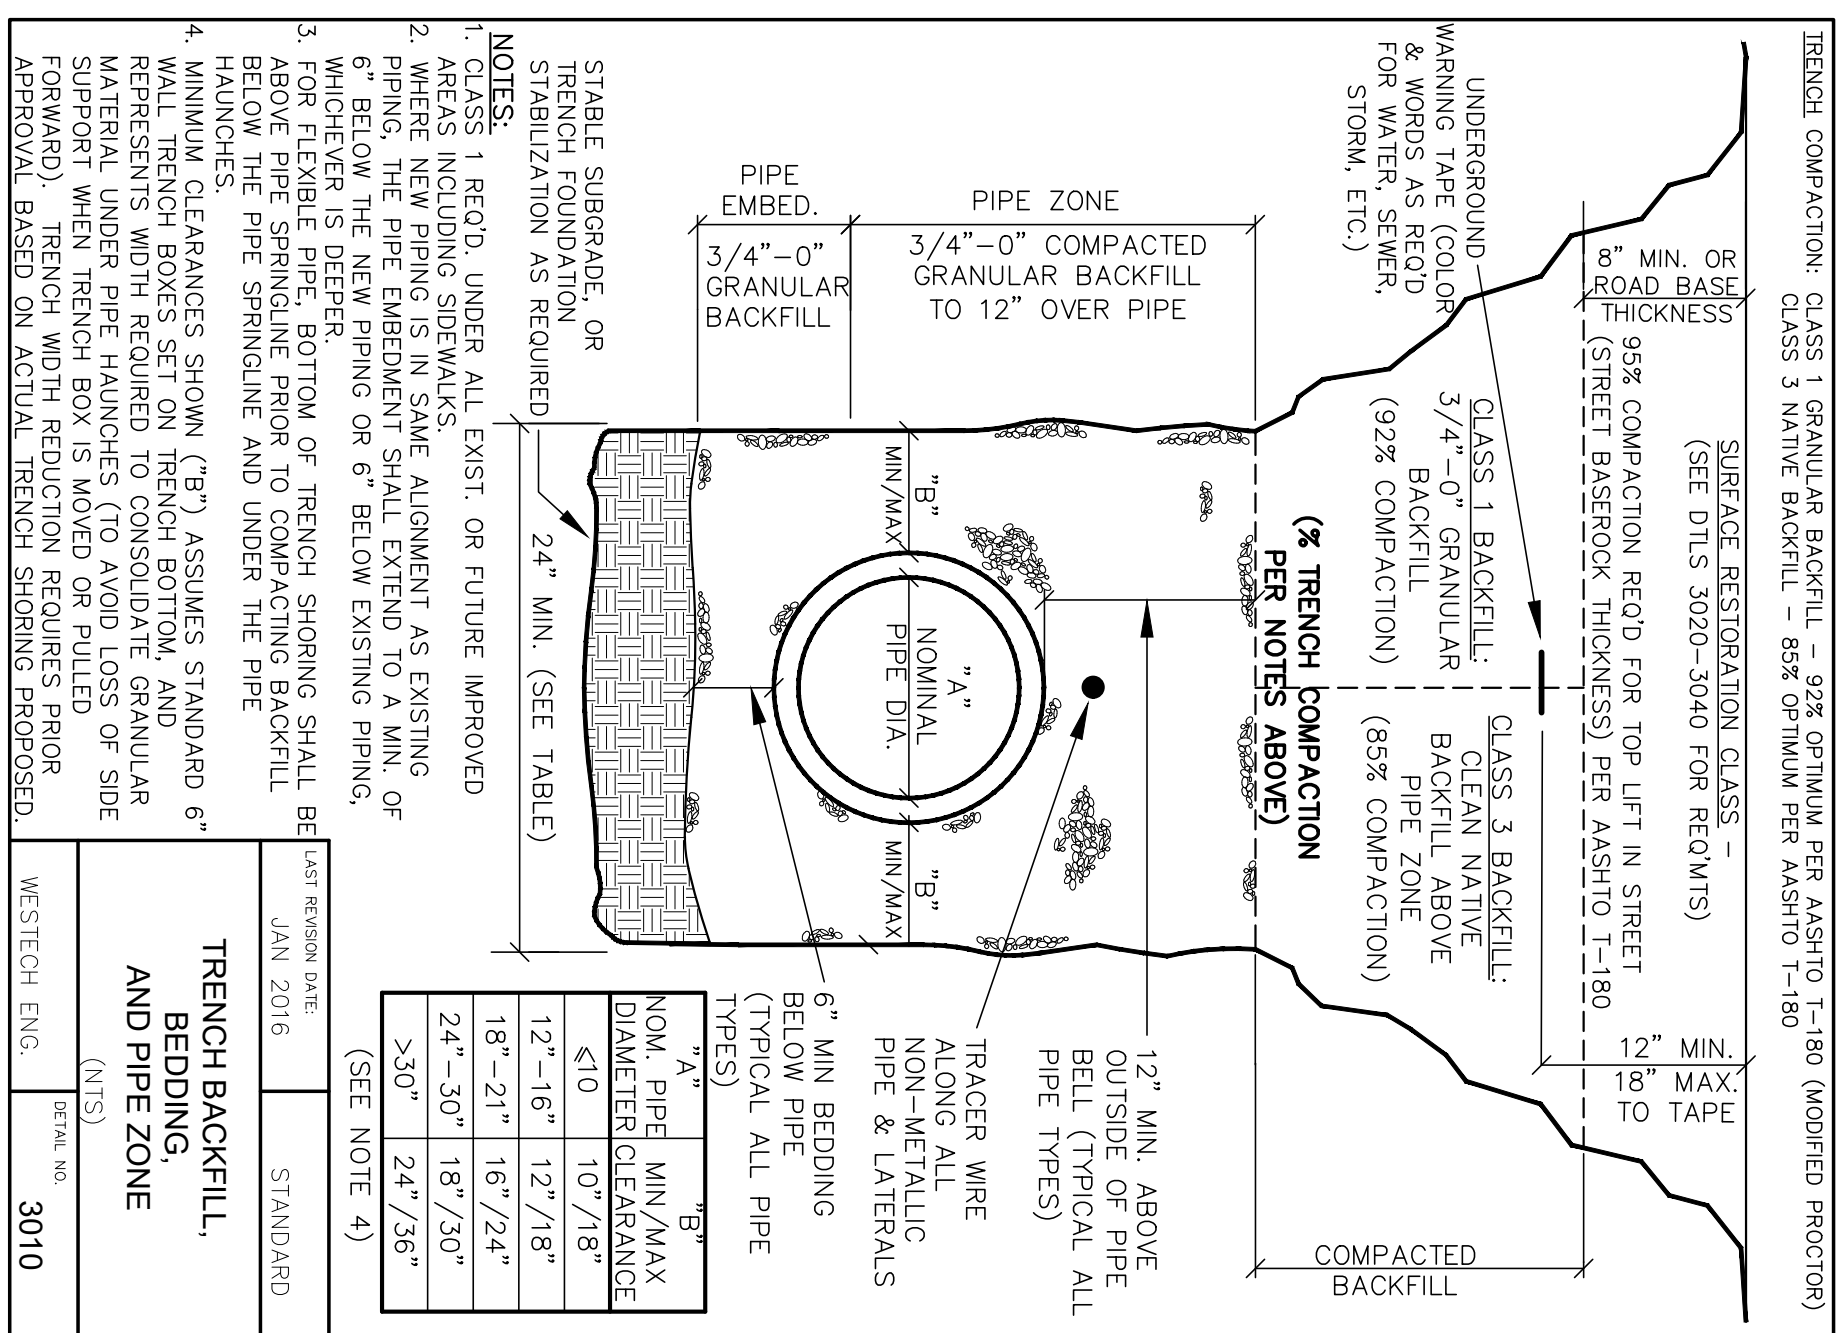 TRENCH COMPACTION: CLASS 1 GRANULAR BACKFILL – 92% OPTIMUM PER AASHTO T–180 (MODIFIED PROCTOR)
CLASS 3 NATIVE BACKFILL – 85% OPTIMUM PER AASHTO T–180
SURFACE RESTORATION CLASS –
(SEE DTLS 3020–3040 FOR REQ'MTS)
8" MIN. OR
ROAD BASE
THICKNESS
95% COMPACTION REQ'D FOR TOP LIFT IN STREET
(STREET BASEROCK THICKNESS) PER AASHTO T–180
12" MIN.
18" MAX.
TO TAPE
UNDERGROUND
WARNING TAPE (COLOR
& WORDS AS REQ'D
FOR WATER, SEWER,
STORM, ETC.)
CLASS 1 BACKFILL:
3/4"–0" GRANULAR
BACKFILL
(92% COMPACTION)
CLASS 3 BACKFILL:
CLEAN NATIVE
BACKFILL ABOVE
PIPE ZONE
(85% COMPACTION)
COMPACTED
BACKFILL
(% TRENCH COMPACTION
PER NOTES ABOVE)
PIPE ZONE
3/4"–0" COMPACTED
GRANULAR BACKFILL
TO 12" OVER PIPE
PIPE
EMBED.
3/4"–0"
GRANULAR
BACKFILL
12" MIN. ABOVE
OUTSIDE OF PIPE
BELL (TYPICAL ALL
PIPE TYPES)
TRACER WIRE
ALONG ALL
NON–METALLIC
PIPE & LATERALS
6" MIN BEDDING
BELOW PIPE
(TYPICAL ALL PIPE
TYPES)
"B"
MIN/MAX
"A"
NOMINAL
PIPE DIA.
"B"
MIN/MAX
STABLE SUBGRADE, OR
TRENCH FOUNDATION
STABILIZATION AS REQUIRED
24" MIN. (SEE TABLE)
"A" "B"
NOM. PIPE MIN/MAX
DIAMETER CLEARANCE
≤10 10"/18"
12"–16" 12"/18"
18"–21" 16"/24"
24"–30" 18"/30"
>30" 24"/36"
(SEE NOTE 4)
NOTES:
1. CLASS 1 REQ'D. UNDER ALL EXIST. OR FUTURE IMPROVED
AREAS INCLUDING SIDEWALKS.
2. WHERE NEW PIPING IS IN SAME ALIGNMENT AS EXISTING
PIPING, THE PIPE EMBEDMENT SHALL EXTEND TO A MIN. OF
6" BELOW THE NEW PIPING OR 6" BELOW EXISTING PIPING,
WHICHEVER IS DEEPER.
3. FOR FLEXIBLE PIPE, BOTTOM OF TRENCH SHORING SHALL BE
ABOVE PIPE SPRINGLINE PRIOR TO COMPACTING BACKFILL
BELOW THE PIPE SPRINGLINE AND UNDER THE PIPE
HAUNCHES.
4. MINIMUM CLEARANCES SHOWN ("B") ASSUMES STANDARD 6"
WALL TRENCH BOXES SET ON TRENCH BOTTOM, AND
REPRESENTS WIDTH REQUIRED TO CONSOLIDATE GRANULAR
MATERIAL UNDER PIPE HAUNCHES (TO AVOID LOSS OF SIDE
SUPPORT WHEN TRENCH BOX IS MOVED OR PULLED
FORWARD). TRENCH WIDTH REDUCTION REQUIRES PRIOR
APPROVAL BASED ON ACTUAL TRENCH SHORING PROPOSED.
LAST REVISION DATE:
JAN 2016
STANDARD
TRENCH BACKFILL,
BEDDING,
AND PIPE ZONE
(NTS)
WESTECH ENG.
DETAIL NO.
3010